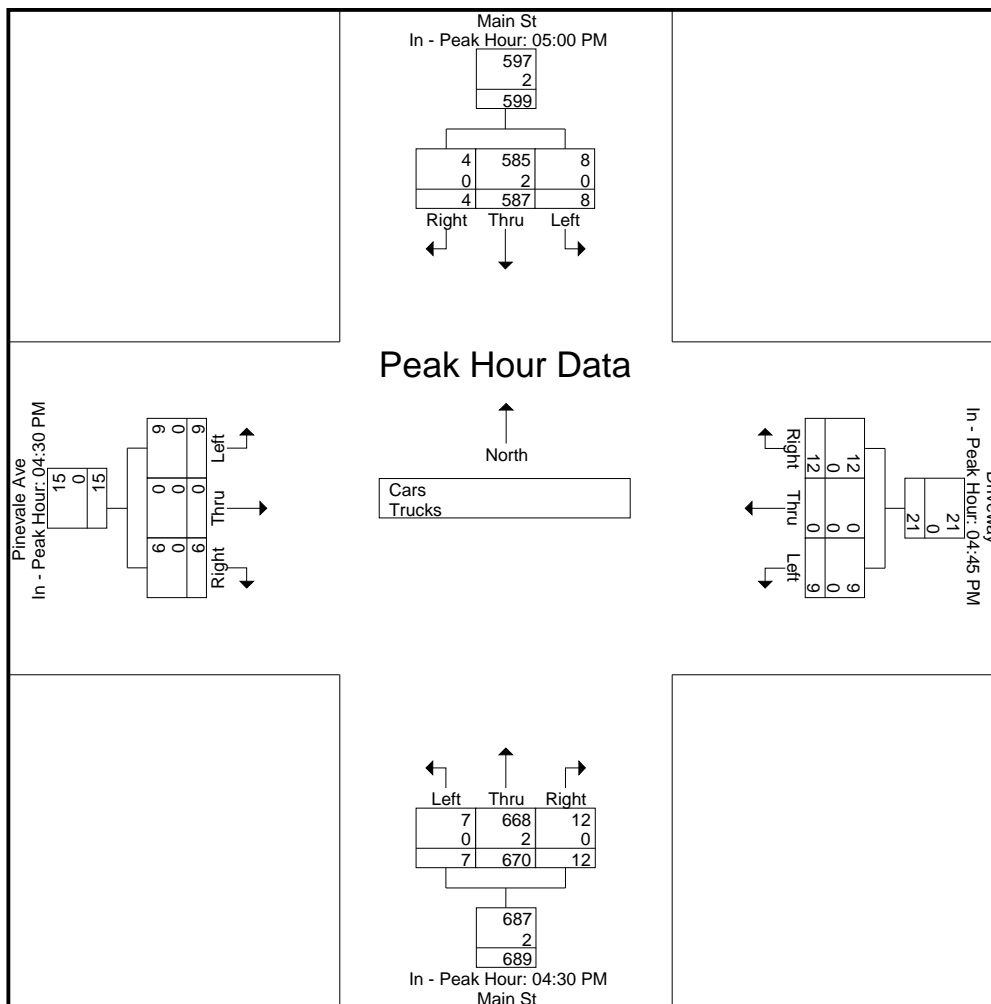 Main St
In - Peak Hour: 05:00 PM
597
2
599
4 585 8
0 2 0
4 587 8
Right Thru Left
Peak Hour Data
North
Cars
Trucks
Pinevale Ave
In - Peak Hour: 04:30 PM
15
0
15
9 0 6
0 0 0
9 0 6
Left Thru Right
Driveway
In - Peak Hour: 04:45 PM
21
0
21
12 0 9
0 0 0
12 0 9
Right Thru Left
Left Thru Right
7 668 12
0 2 0
7 670 12
687
2
689
In - Peak Hour: 04:30 PM
Main St